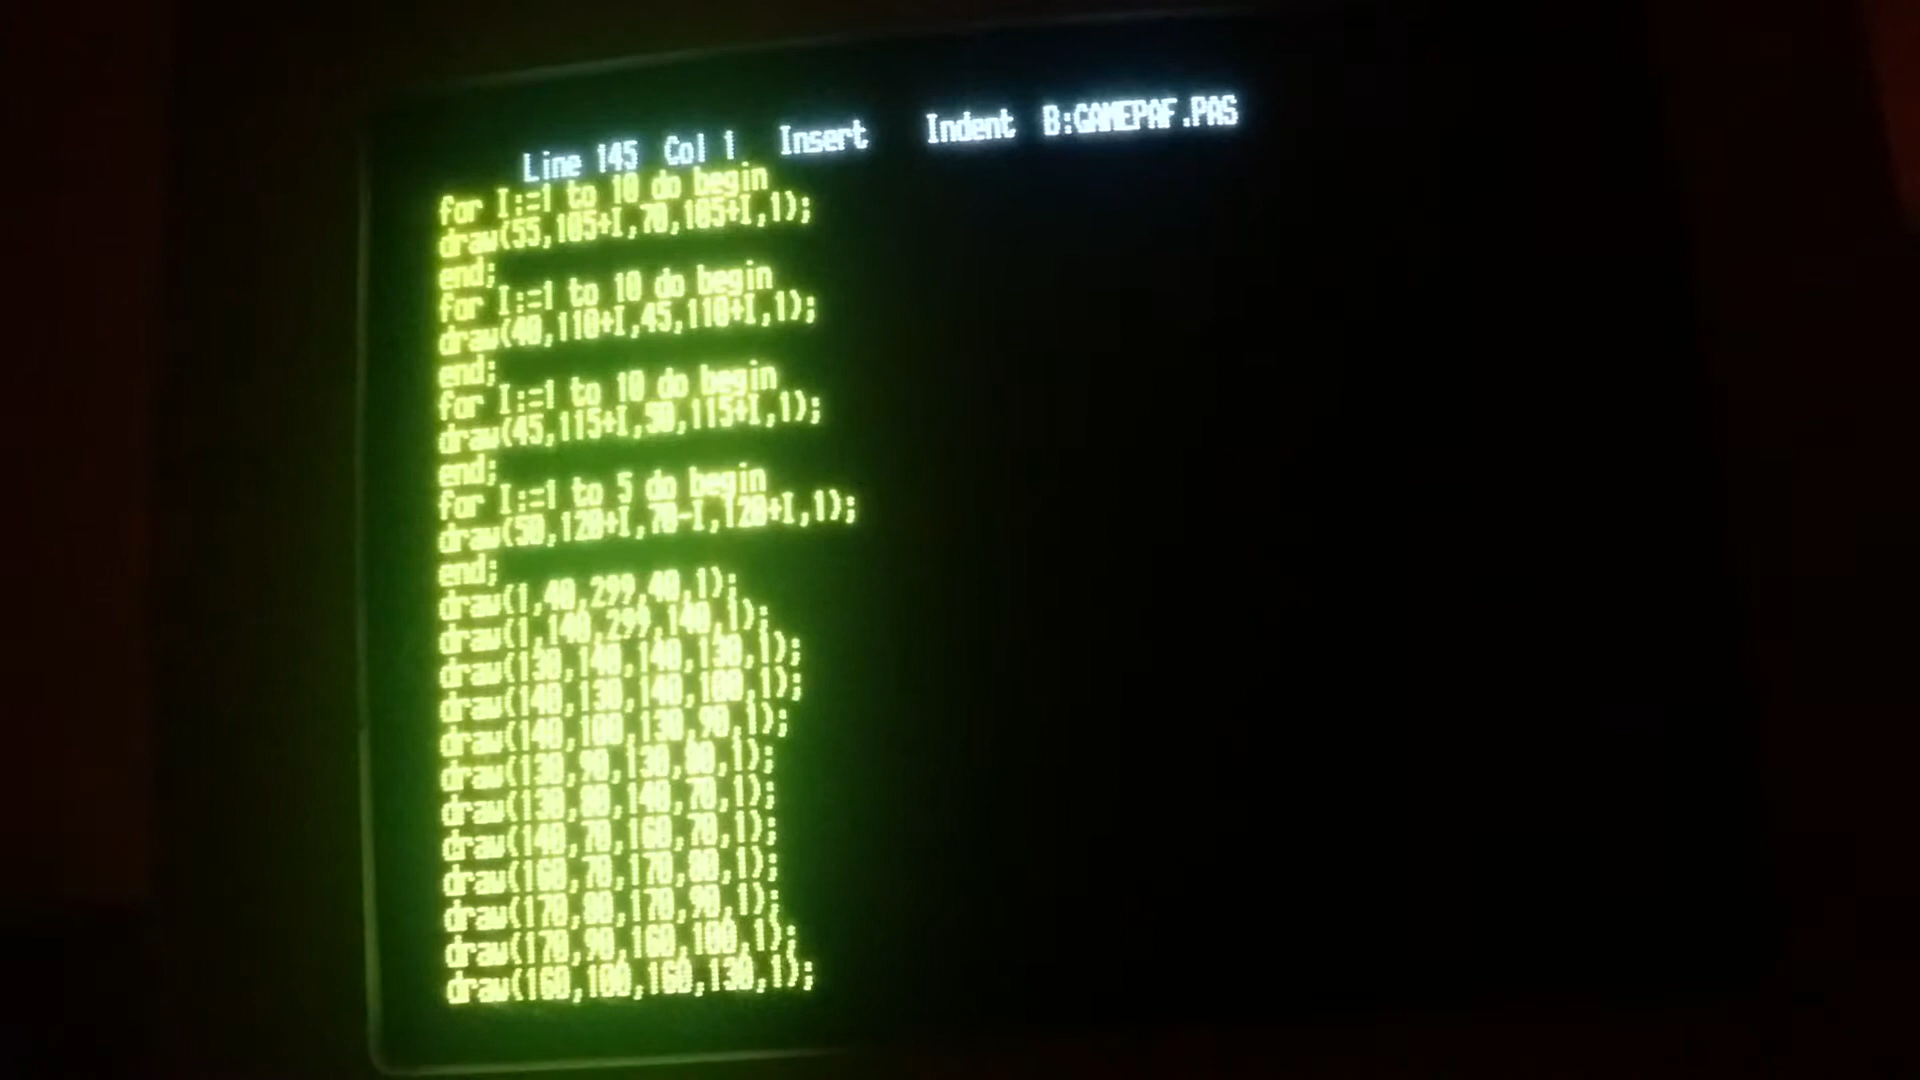 Line 145 Col 1 Insert Indent B:GAMEPAF.PAS
for I:=1 to 10 do begin
draw(55,105+I,70,105+I,1);
end;
for I:=1 to 10 do begin
draw(40,110+I,45,110+I,1);
end;
for I:=1 to 10 do begin
draw(45,115+I,50,115+I,1);
end;
for I:=1 to 5 do begin
draw(50,120+I,70-I,120+I,1);
end;
draw(1,40,299,40,1);
draw(1,140,299,140,1);
draw(130,140,140,130,1);
draw(140,130,140,100,1);
draw(140,100,130,90,1);
draw(130,90,130,80,1);
draw(130,80,140,70,1);
draw(140,70,160,70,1);
draw(160,70,170,80,1);
draw(170,80,170,90,1);
draw(170,90,160,100,1);
draw(160,100,160,130,1);